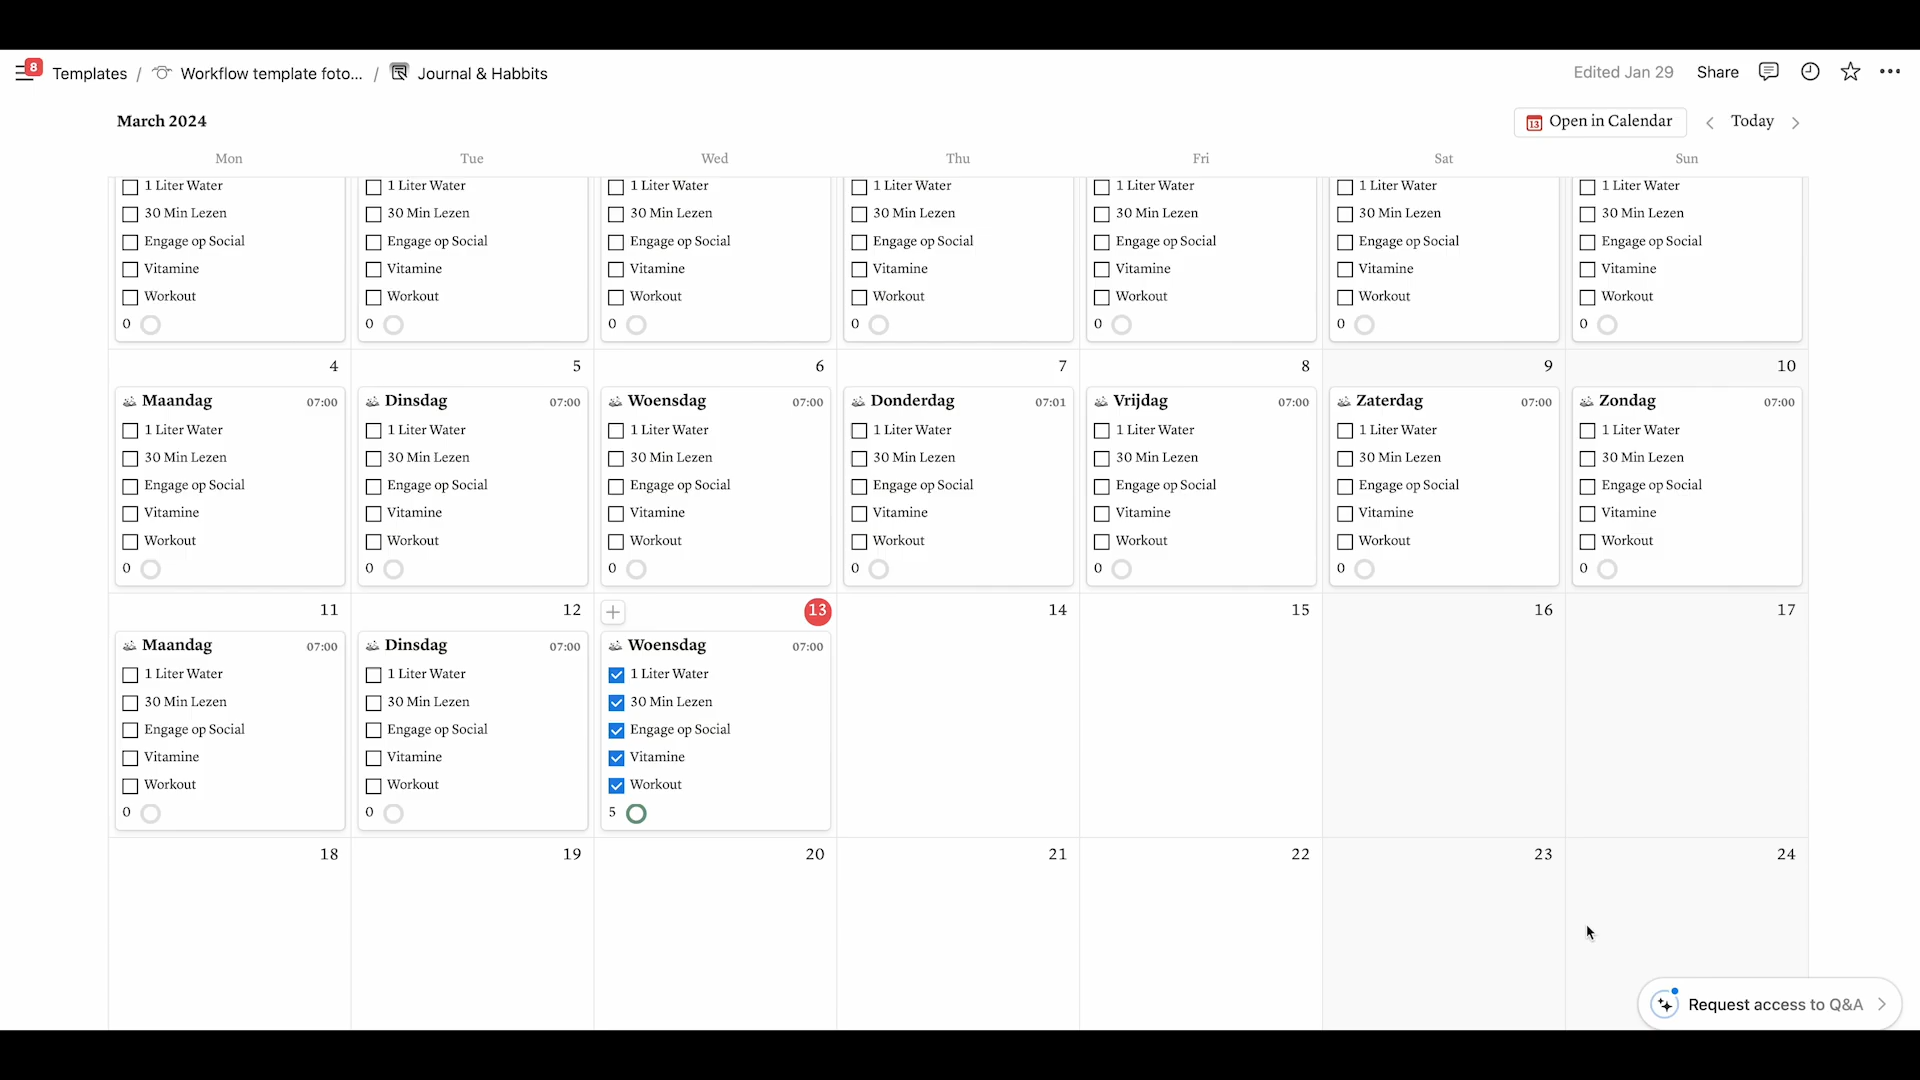 8 Templates / Workflow template foto... / Journal & Habbits Edited Jan 29 Share
March 2024 13 Open in Calendar Today
Mon Tue Wed Thu Fri Sat Sun
1 Liter Water 1 Liter Water 1 Liter Water 1 Liter Water 1 Liter Water 1 Liter Water 1 Liter Water
30 Min Lezen 30 Min Lezen 30 Min Lezen 30 Min Lezen 30 Min Lezen 30 Min Lezen 30 Min Lezen
Engage op Social Engage op Social Engage op Social Engage op Social Engage op Social Engage op Social Engage op Social
Vitamine Vitamine Vitamine Vitamine Vitamine Vitamine Vitamine
Workout Workout Workout Workout Workout Workout Workout
0 0 0 0 0 0 0
4 5 6 7 8 9 10
Maandag 07:00 Dinsdag 07:00 Woensdag 07:00 Donderdag 07:01 Vrijdag 07:00 Zaterdag 07:00 Zondag 07:00
1 Liter Water 1 Liter Water 1 Liter Water 1 Liter Water 1 Liter Water 1 Liter Water 1 Liter Water
30 Min Lezen 30 Min Lezen 30 Min Lezen 30 Min Lezen 30 Min Lezen 30 Min Lezen 30 Min Lezen
Engage op Social Engage op Social Engage op Social Engage op Social Engage op Social Engage op Social Engage op Social
Vitamine Vitamine Vitamine Vitamine Vitamine Vitamine Vitamine
Workout Workout Workout Workout Workout Workout Workout
0 0 0 0 0 0 0
11 12 13 14 15 16 17
Maandag 07:00 Dinsdag 07:00 Woensdag 07:00
1 Liter Water 1 Liter Water 1 Liter Water
30 Min Lezen 30 Min Lezen 30 Min Lezen
Engage op Social Engage op Social Engage op Social
Vitamine Vitamine Vitamine
Workout Workout Workout
0 0 5
18 19 20 21 22 23 24
Request access to Q&A